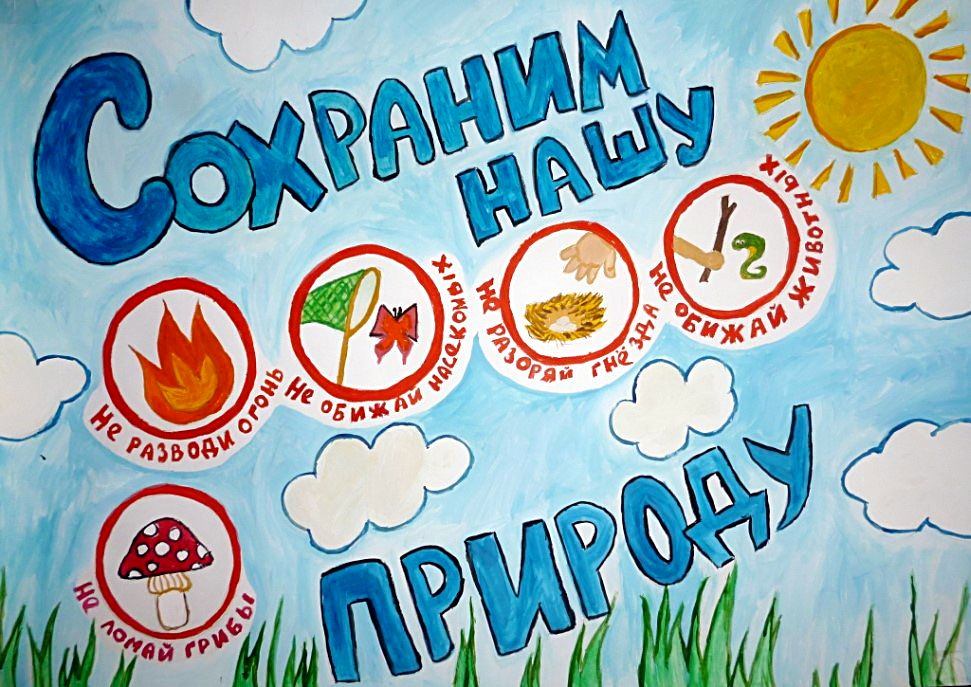 Сохраним
нашу
Не разводи огонь
Не обижай насекомых
Не разоряй гнёзда
Не обижай животных
природу
Не ломай грибы